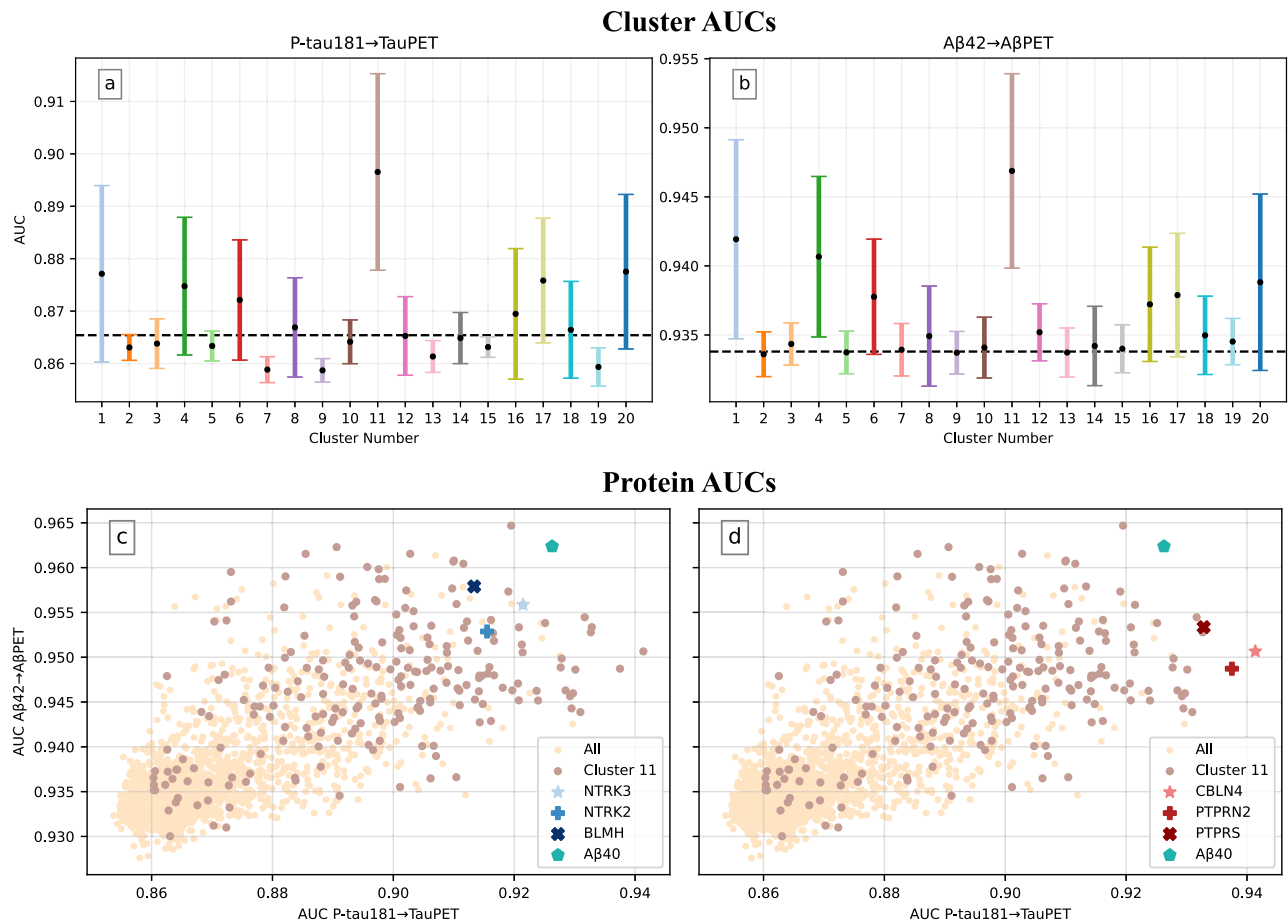 Cluster AUCs
P-tau181→TauPET
a
AUC
0.91
0.90
0.89
0.88
0.87
0.86
1 2 3 4 5 6 7 8 9 10 11 12 13 14 15 16 17 18 19 20
Cluster Number
Aβ42→AβPET
b
0.955
0.950
0.945
0.940
0.935
1 2 3 4 5 6 7 8 9 10 11 12 13 14 15 16 17 18 19 20
Cluster Number
Protein AUCs
c
AUC Aβ42→AβPET
0.965
0.960
0.955
0.950
0.945
0.940
0.935
0.930
All
Cluster 11
NTRK3
NTRK2
BLMH
Aβ40
0.86 0.88 0.90 0.92 0.94
AUC P-tau181→TauPET
d
All
Cluster 11
CBLN4
PTPRN2
PTPRS
Aβ40
0.86 0.88 0.90 0.92 0.94
AUC P-tau181→TauPET